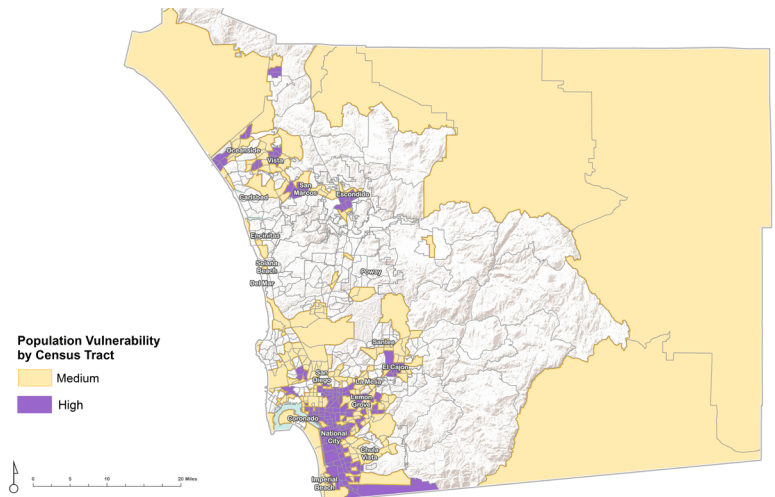 Oceanside
Vista
San
Marcos
Escondido
Carlsbad
Encinitas
Solana
Beach
Poway
Del Mar
Population Vulnerability
by Census Tract
Medium
High
Santee
San
Diego
El Cajon
La Mesa
Lemon
Grove
Coronado
National
City
Chula
Vista
Imperial
Beach
0 5 10 20 Miles